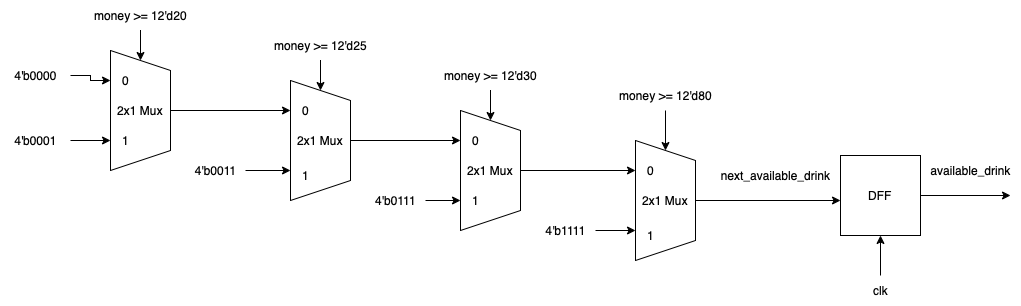 money >= 12'd20
4'b0000
0
2x1 Mux
4'b0001
1
money >= 12'd25
0
2x1 Mux
4'b0011
1
money >= 12'd30
0
2x1 Mux
4'b0111
1
money >= 12'd80
0
2x1 Mux
4'b1111
1
next_available_drink
DFF
available_drink
clk